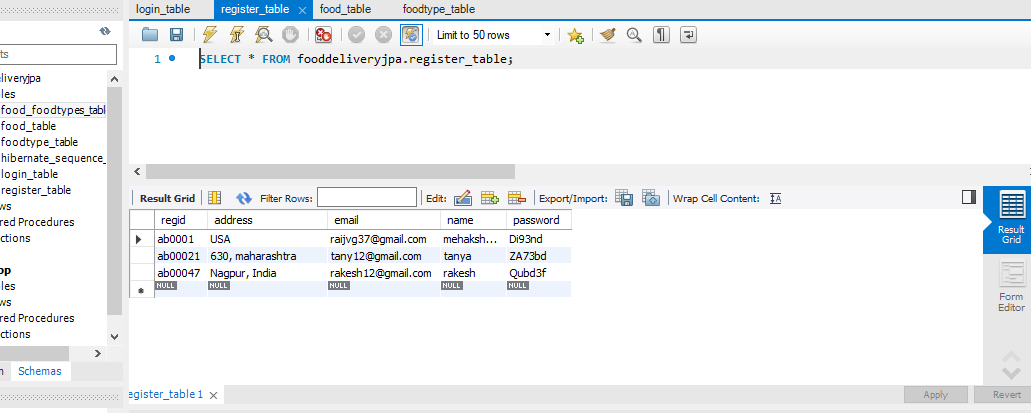 login_table register_table food_table foodtype_table
Limit to 50 rows
ts
1 SELECT * FROM fooddeliveryjpa.register_table;
eliveryjpa
les
food_foodtypes_tabl
food_table
foodtype_table
hibernate_sequence_
login_table
register_table
ws
red Procedures
ctions
pp
les
ws
red Procedures
ctions
n Schemas
Result Grid Filter Rows: Edit: Export/Import: Wrap Cell Content: IA
regid address email name password
ab0001 USA raijvg37@gmail.com mehaksh... Di93nd
ab00021 630, maharashtra tany12@gmail.com tanya ZA73bd
ab00047 Nagpur, India rakesh12@gmail.com rakesh Qubd3f
NULL NULL NULL NULL NULL
Result
Grid
Form
Editor
egister_table 1
Apply Revert